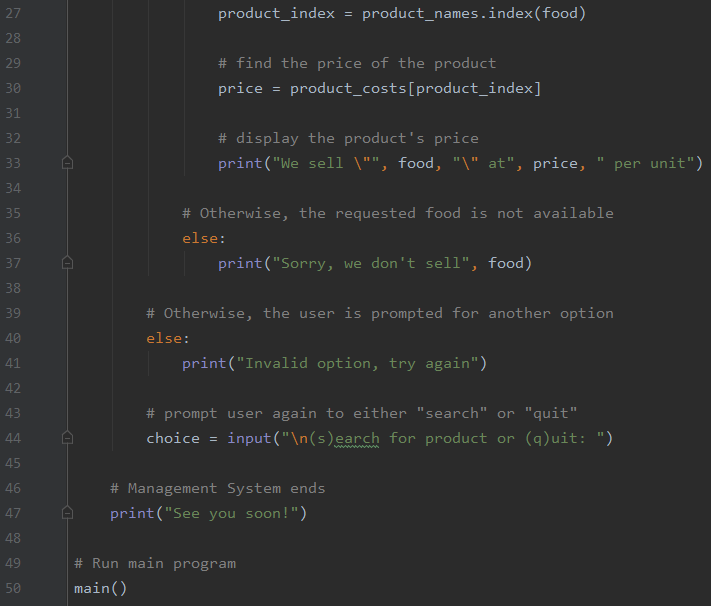 27 product_index = product_names.index(food)
28
29 # find the price of the product
30 price = product_costs[product_index]
31
32 # display the product's price
33 print("We sell \"", food, "\" at", price, " per unit")
34
35 # Otherwise, the requested food is not available
36 else:
37 print("Sorry, we don't sell", food)
38
39 # Otherwise, the user is prompted for another option
40 else:
41 print("Invalid option, try again")
42
43 # prompt user again to either "search" or "quit"
44 choice = input("\n(s)earch for product or (q)uit: ")
45
46 # Management System ends
47 print("See you soon!")
48
49 # Run main program
50 main()